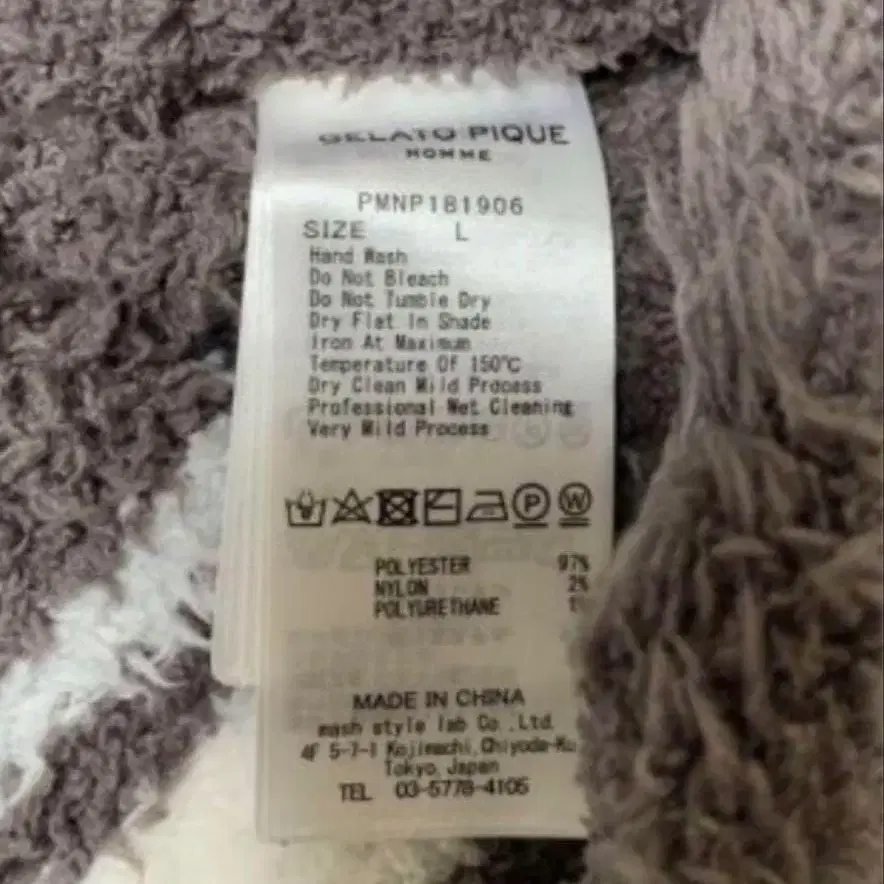 GELATO PIQUE
HOMME
PMNP181906
SIZE L
Hand Wash
Do Not Bleach
Do Not Tumble Dry
Dry Flat In Shade
Iron At Maximum
Temperature Of 150℃
Dry Clean Mild Process
Professional Wet Cleaning
Very Mild Process
P W
POLYESTER 97%
NYLON 2%
POLYURETHANE 1%
MADE IN CHINA
mash style lab Co.,Ltd.
4F 5-7-1 Kojimachi,Chiyoda-Ku
Tokyo,Japan
TEL 03-5778-4105